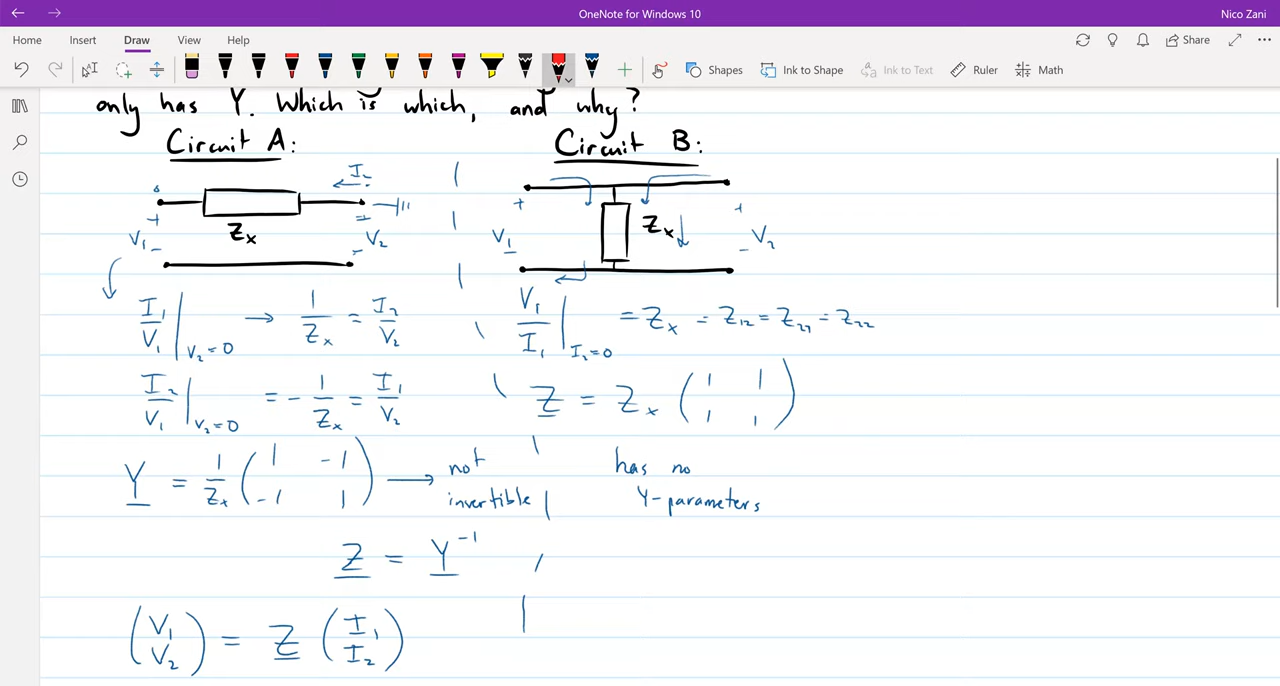 OneNote for Windows 10
Nico Zani
Home Insert Draw View Help
Share
Shapes Ink to Shape Ink to Text Ruler Math
only has Y. Which is which, and why?
Circuit A:
Circuit B:
I₂
Zx
V₁
V₂
+
−
+
−
Zx
V₁
V₂
+
−
+
−
I₁/V₁ |V₂=0 → 1/Zx = I₂/V₂
I₂/V₁ |V₂=0 = - 1/Zx = I₁/V₂
Y = 1/Zx (1 -1 -1 1) → not invertible
Z = Y⁻¹
(V₁ V₂) = Z (I₁ I₂)
V₁/I₁ |I₂=0 = Zx = Z₁₂ = Z₂₁ = Z₂₂
Z = Zx (1 1 1 1)
has no
Y-parameters